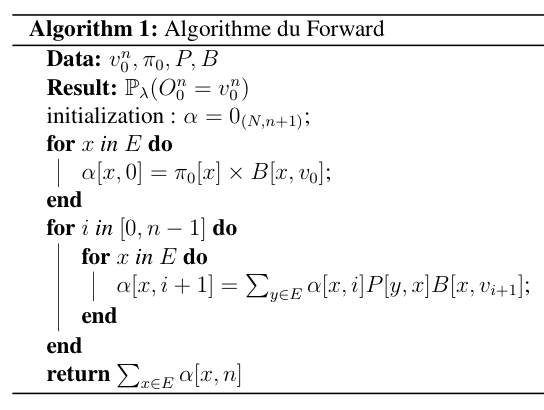 Algorithm 1: Algorithme du Forward
Data: $v_0^n, \pi_0, P, B$
Result: $\mathbb{P}_\lambda(O_0^n = v_0^n)$
initialization : $\alpha = 0_{(N,n+1)}$;
for $x$ in $E$ do
$\alpha[x, 0] = \pi_0[x] \times B[x, v_0]$;
end
for $i$ in $[0, n-1]$ do
for $x$ in $E$ do
$\alpha[x, i+1] = \sum_{y \in E} \alpha[x, i]P[y, x]B[x, v_{i+1}]$;
end
end
return $\sum_{x \in E} \alpha[x, n]$